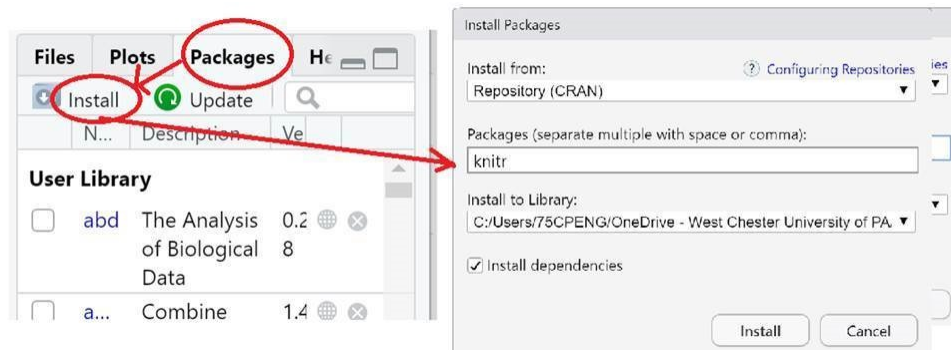 Files Plots Packages He
Install Update
N... Description Ve
User Library
abd The Analysis 0.2
of Biological 8
Data
a... Combine 1.4
Install Packages
Install from: ? Configuring Repositories
Repository (CRAN)
Packages (separate multiple with space or comma):
knitr
Install to Library:
C:/Users/75CPENG/OneDrive - West Chester University of PA.
Install dependencies
Install Cancel
ies